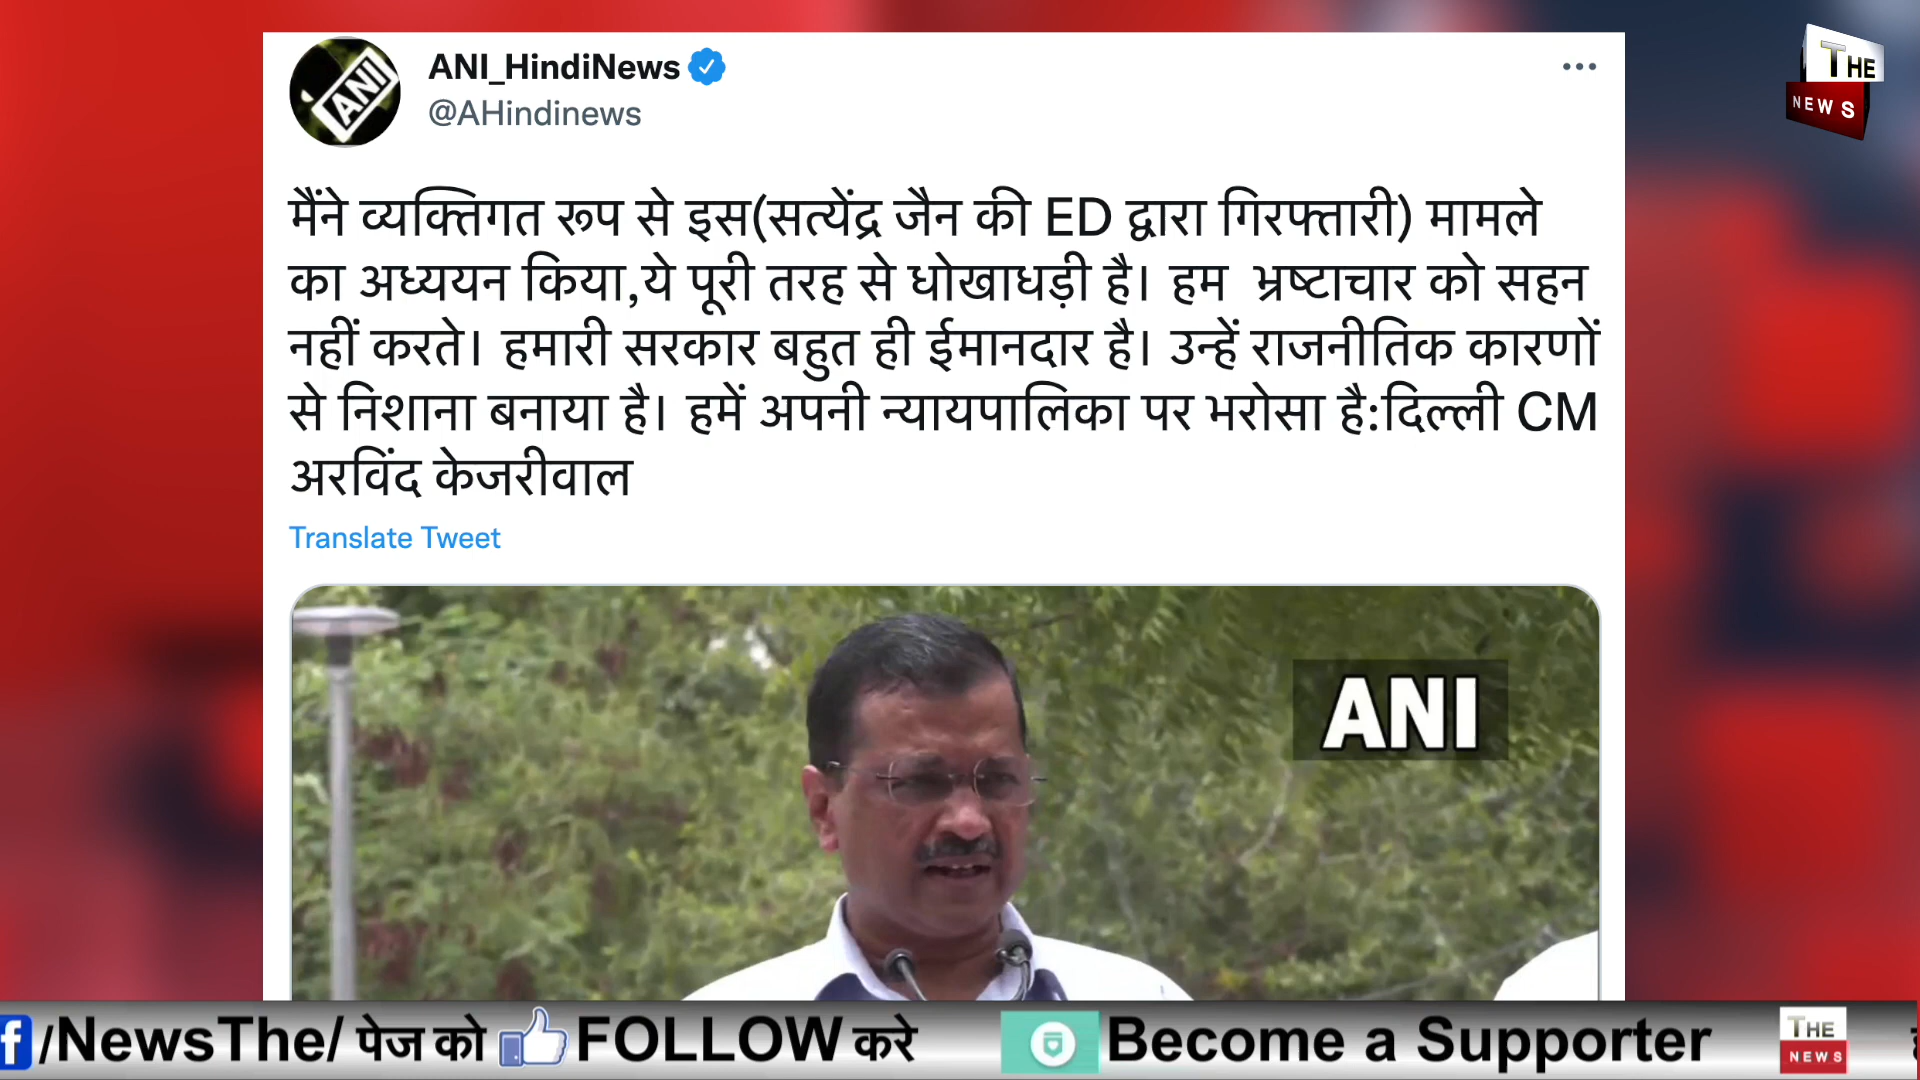 ANI
ANI_HindiNews
@AHindinews
THE
NEWS
मैंने व्यक्तिगत रूप से इस(सत्येंद्र जैन की ED द्वारा गिरफ्तारी) मामले
का अध्ययन किया,ये पूरी तरह से धोखाधड़ी है। हम भ्रष्टाचार को सहन
नहीं करते। हमारी सरकार बहुत ही ईमानदार है। उन्हें राजनीतिक कारणों
से निशाना बनाया है। हमें अपनी न्यायपालिका पर भरोसा है:दिल्ली CM
अरविंद केजरीवाल
Translate Tweet
ANI
f/NewsThe/ पेज को FOLLOW करे Become a Supporter THE NEWS